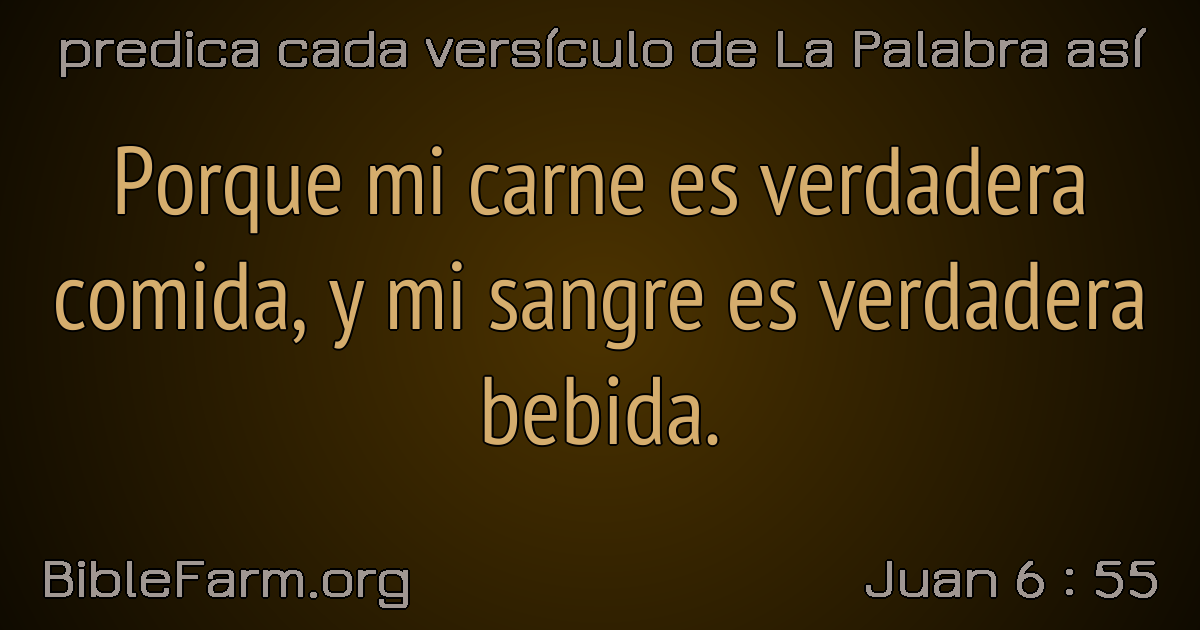 predica cada versículo de La Palabra así
Porque mi carne es verdadera
comida, y mi sangre es verdadera
bebida.
BibleFarm.org
Juan 6 : 55